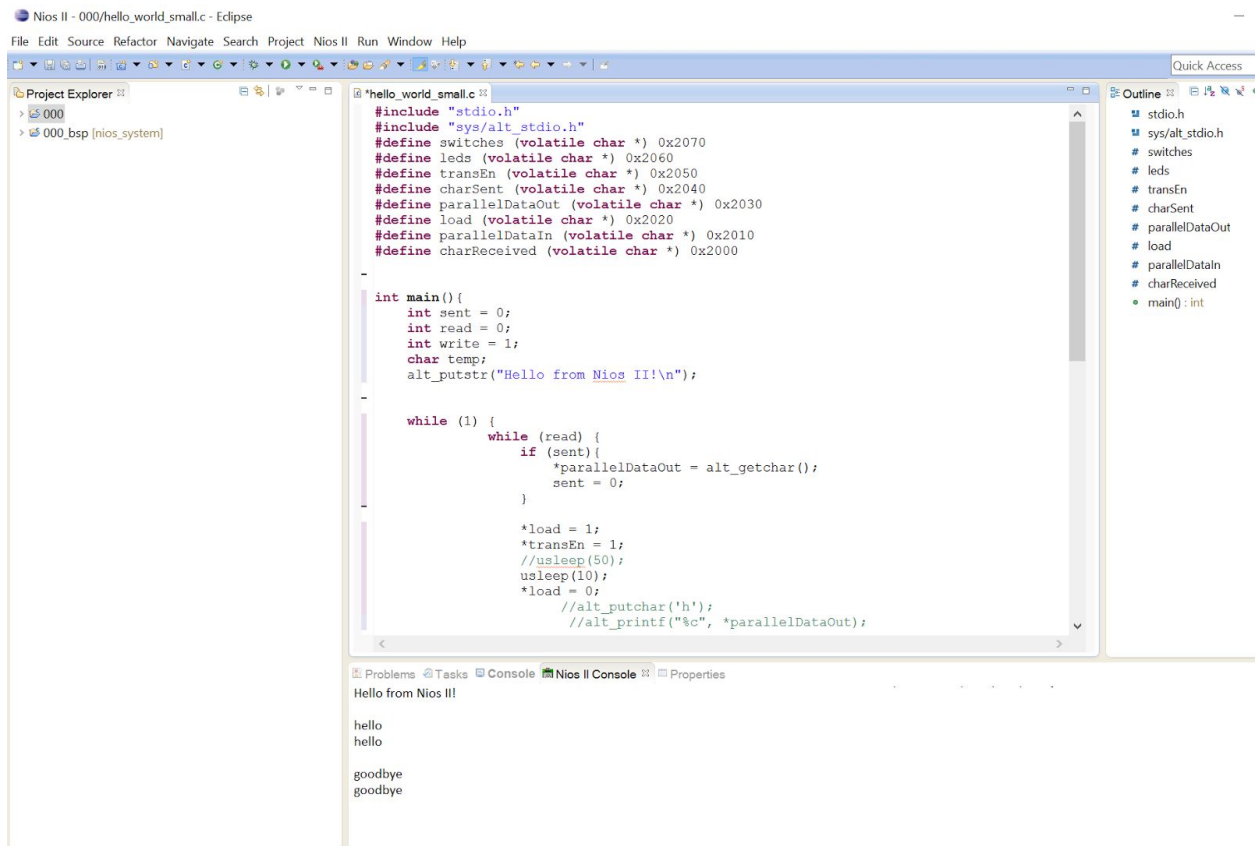 Nios II - 000/hello_world_small.c - Eclipse
File Edit Source Refactor Navigate Search Project Nios II Run Window Help
Quick Access
Project Explorer
000
000_bsp [nios_system]
*hello_world_small.c
#include "stdio.h"
#include "sys/alt_stdio.h"
#define switches (volatile char *) 0x2070
#define leds (volatile char *) 0x2060
#define transEn (volatile char *) 0x2050
#define charSent (volatile char *) 0x2040
#define parallelDataOut (volatile char *) 0x2030
#define load (volatile char *) 0x2020
#define parallelDataIn (volatile char *) 0x2010
#define charReceived (volatile char *) 0x2000
int main(){
int sent = 0;
int read = 0;
int write = 1;
char temp;
alt_putstr("Hello from Nios II!\n");
while (1) {
while (read) {
if (sent){
*parallelDataOut = alt_getchar();
sent = 0;
}
*load = 1;
*transEn = 1;
//usleep(50);
usleep(10);
*load = 0;
//alt_putchar('h');
//alt_printf("%c", *parallelDataOut);
Outline
stdio.h
sys/alt_stdio.h
# switches
# leds
# transEn
# charSent
# parallelDataOut
# load
# parallelDataIn
# charReceived
main() : int
Problems Tasks Console Nios II Console Properties
Hello from Nios II!
hello
hello
goodbye
goodbye